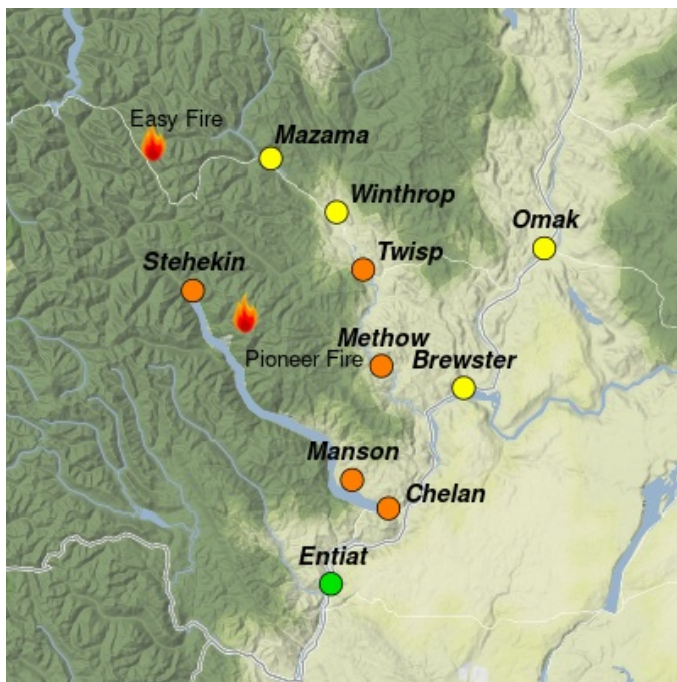 Easy Fire
Mazama
Winthrop
Omak
Twisp
Stehekin
Methow
Pioneer Fire
Brewster
Manson
Chelan
Entiat